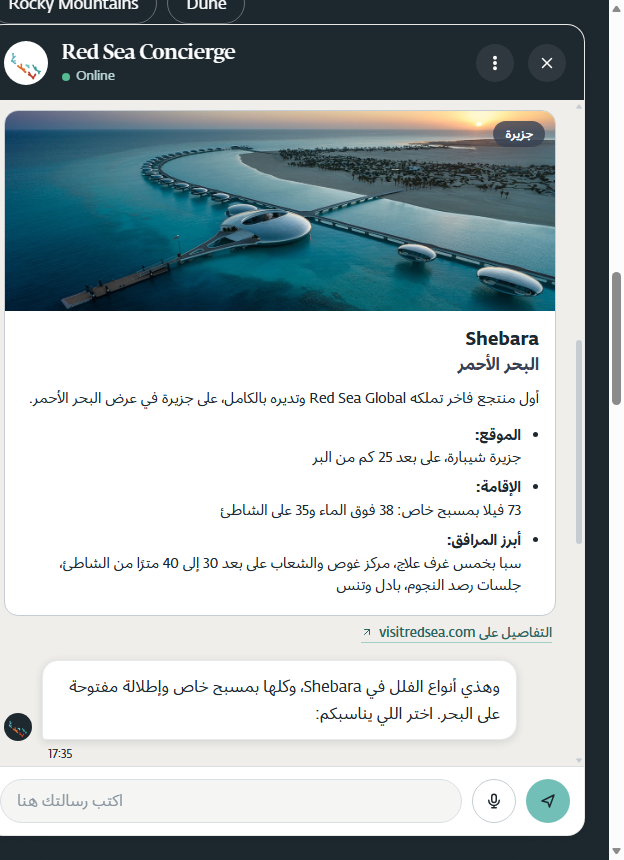 Rocky Mountains
Dune
Red Sea Concierge
Online
جزيرة
Shebara
البحر الأحمر
أول منتجع فاخر تملكه Red Sea Global وتديره بالكامل، على جزيرة في عرض البحر الأحمر.
• الموقع:
جزيرة شيبارة، على بعد 25 كم من البر
• الإقامة:
73 فيلا بمسبح خاص: 38 فوق الماء و35 على الشاطئ
• أبرز المرافق:
سبا بخمس غرف علاج، مركز غوص والشعاب على بعد 30 إلى 40 مترًا من الشاطئ،
جلسات رصد النجوم، بادل وتنس
التفاصيل على visitredsea.com
وهذي أنواع الفلل في Shebara، وكلها بمسبح خاص وإطلالة مفتوحة
على البحر. اختر اللي يناسبكم:
17:35
اكتب رسالتك هنا